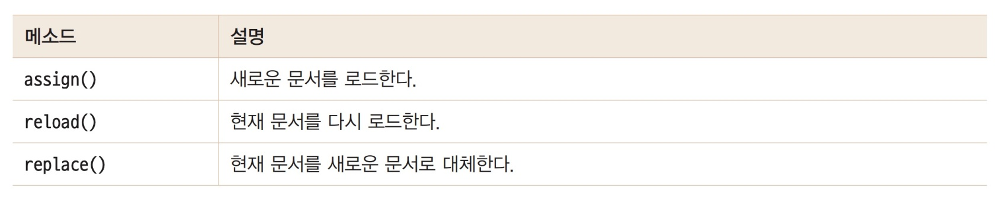 메소드 설명
assign() 새로운 문서를 로드한다.
reload() 현재 문서를 다시 로드한다.
replace() 현재 문서를 새로운 문서로 대체한다.